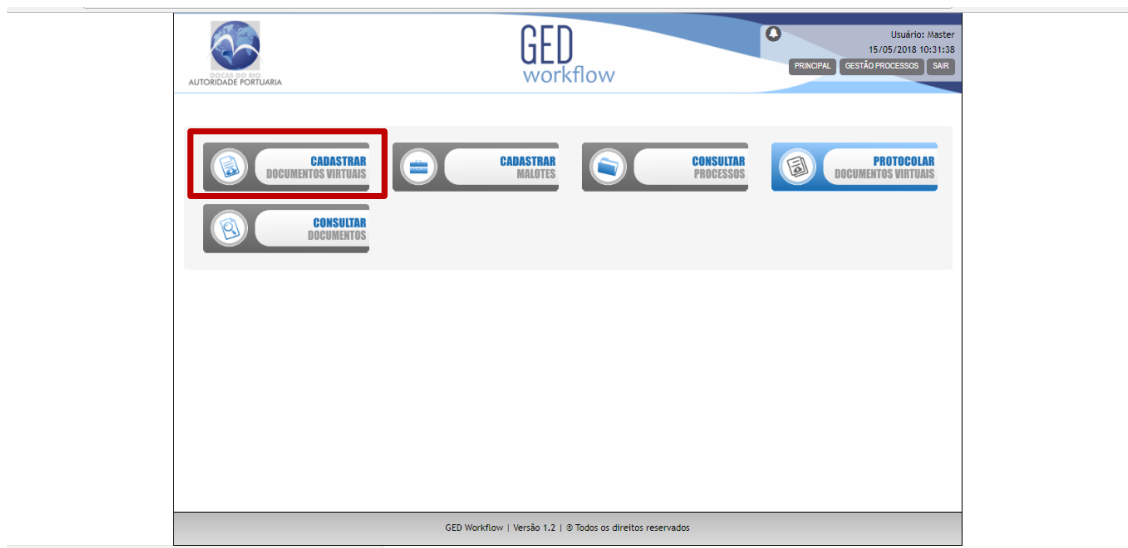 DOCAS DO RIO
AUTORIDADE PORTUARIA
GED
workflow
Usuário: Master
15/05/2018 10:31:38
PRINCIPAL GESTÃO PROCESSOS SAIR
CADASTRAR
DOCUMENTOS VIRTUAIS
CADASTRAR
MALOTES
CONSULTAR
PROCESSOS
PROTOCOLAR
DOCUMENTOS VIRTUAIS
CONSULTAR
DOCUMENTOS
GED Workflow | Versão 1.2 | ® Todos os direitos reservados